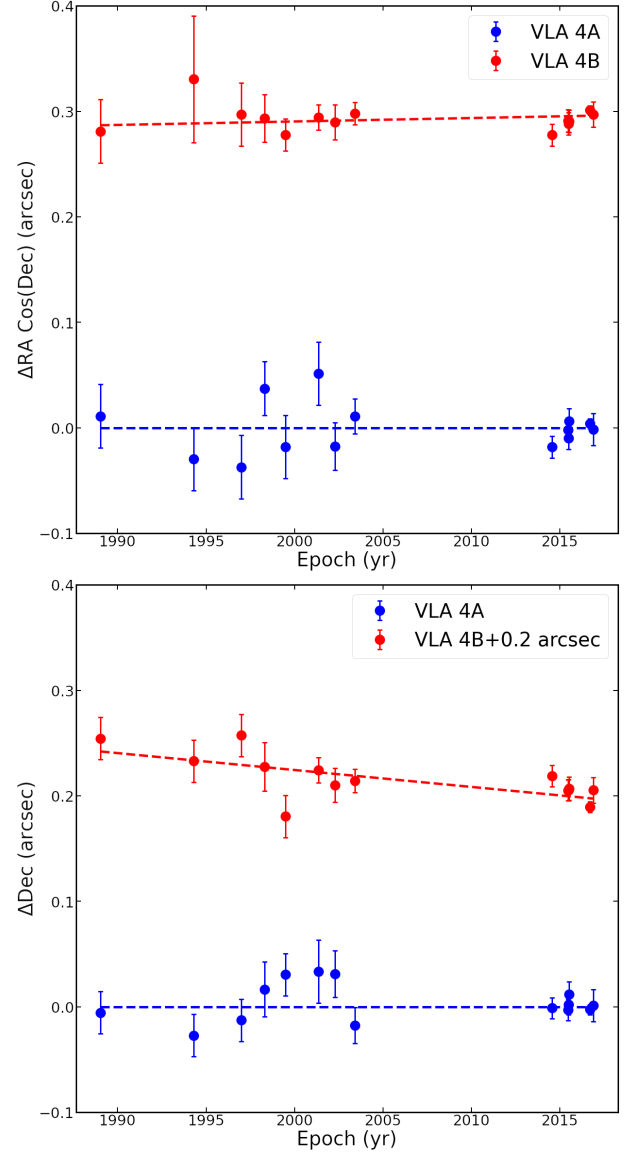 0.4
VLA 4A
VLA 4B
0.3
0.2
0.1
0.0
−0.1
ΔRA Cos(Dec) (arcsec)
1990 1995 2000 2005 2010 2015
Epoch (yr)
0.4
VLA 4A
VLA 4B+0.2 arcsec
0.3
0.2
0.1
0.0
−0.1
ΔDec (arcsec)
1990 1995 2000 2005 2010 2015
Epoch (yr)